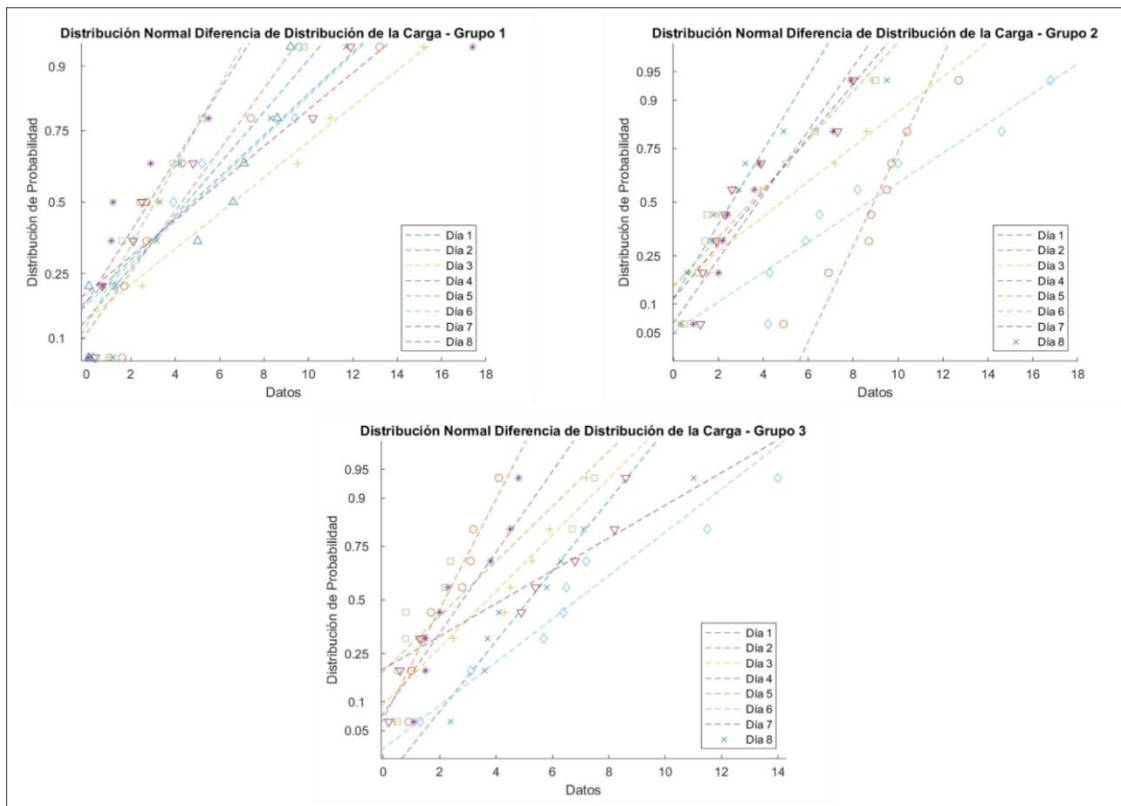 Distribución Normal Diferencia de Distribución de la Carga - Grupo 1
Distribución de Probabilidad
0.9
0.75
0.5
0.25
0.1
0 2 4 6 8 10 12 14 16 18
Datos
Día 1
Día 2
Día 3
Día 4
Día 5
Día 6
Día 7
Día 8
Distribución Normal Diferencia de Distribución de la Carga - Grupo 2
Distribución de Probabilidad
0.95
0.9
0.75
0.5
0.25
0.1
0.05
0 2 4 6 8 10 12 14 16 18
Datos
Día 1
Día 2
Día 3
Día 4
Día 5
Día 6
Día 7
Día 8
Distribución Normal Diferencia de Distribución de la Carga - Grupo 3
Distribución de Probabilidad
0.95
0.9
0.75
0.5
0.25
0.1
0.05
0 2 4 6 8 10 12 14
Datos
Día 1
Día 2
Día 3
Día 4
Día 5
Día 6
Día 7
Día 8